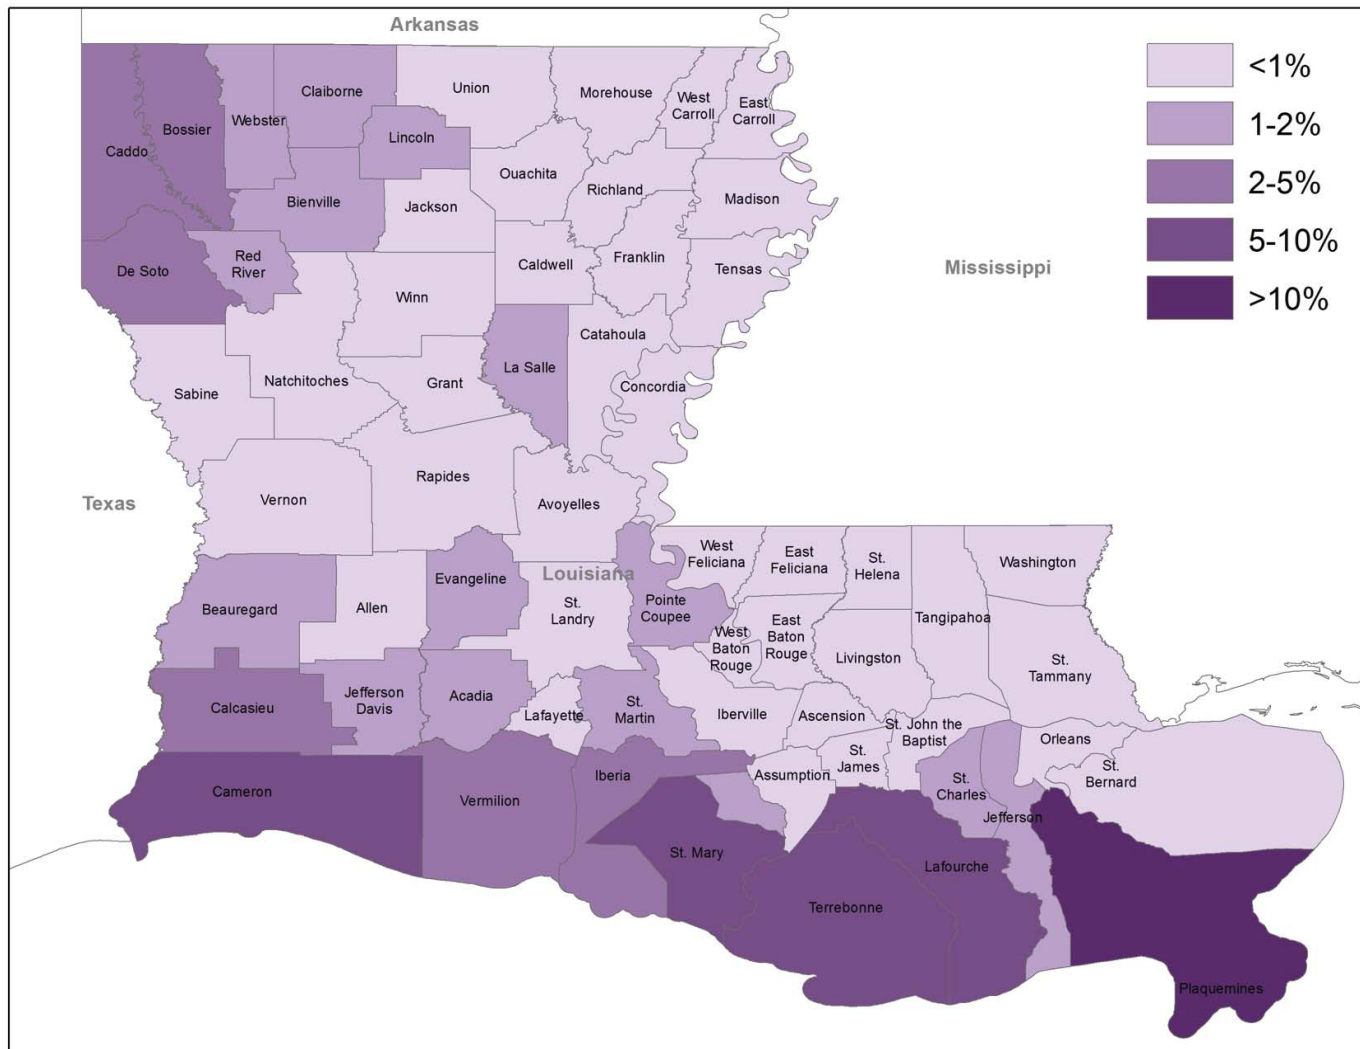 Arkansas
<1%
1-2%
2-5%
5-10%
>10%
Mississippi
Texas
Louisiana
Caddo
Bossier
Webster
Claiborne
Lincoln
Union
Morehouse
West
Carroll
East
Carroll
Ouachita
Richland
Madison
Bienville
Jackson
De Soto
Red
River
Winn
Caldwell
Franklin
Tensas
Catahoula
La Salle
Concordia
Sabine
Natchitoches
Grant
Vernon
Rapides
Avoyelles
Beauregard
Allen
Evangeline
St.
Landry
Pointe
Coupee
West
Feliciana
East
Feliciana
St.
Helena
Tangipahoa
Washington
West
Baton
Rouge
East
Baton
Rouge
Livingston
St.
Tammany
Calcasieu
Jefferson
Davis
Acadia
Lafayette
St.
Martin
Iberville
Ascension
St. John the
Baptist
Orleans
St.
Bernard
Cameron
Vermilion
Iberia
Assumption
St.
James
St.
Charles
Jefferson
St. Mary
Terrebonne
Lafourche
Plaquemines